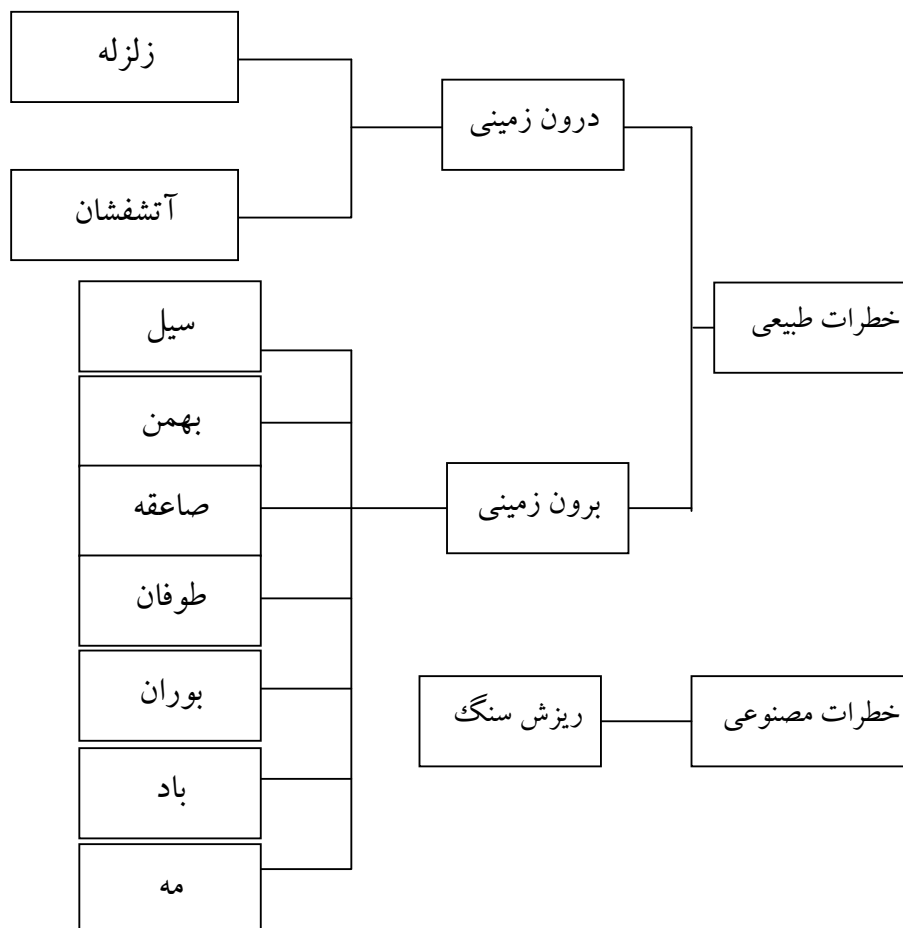 زلزله
درون زمینی
آتشفشان
سیل
خطرات طبیعی
بهمن
صاعقه
برون زمینی
طوفان
بوران
ریزش سنگ
خطرات مصنوعی
باد
مه